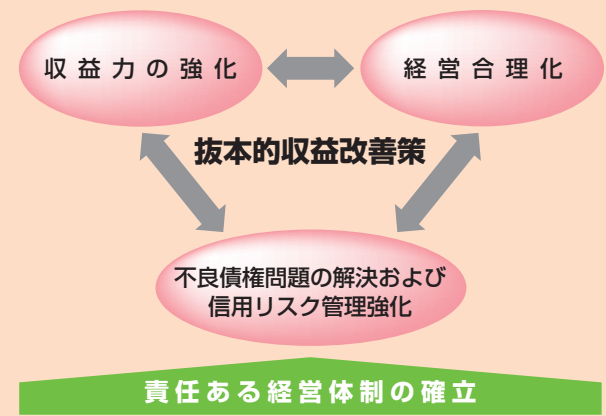 収益力の強化
経営合理化
抜本的収益改善策
不良債権問題の解決および
信用リスク管理強化
責任ある経営体制の確立